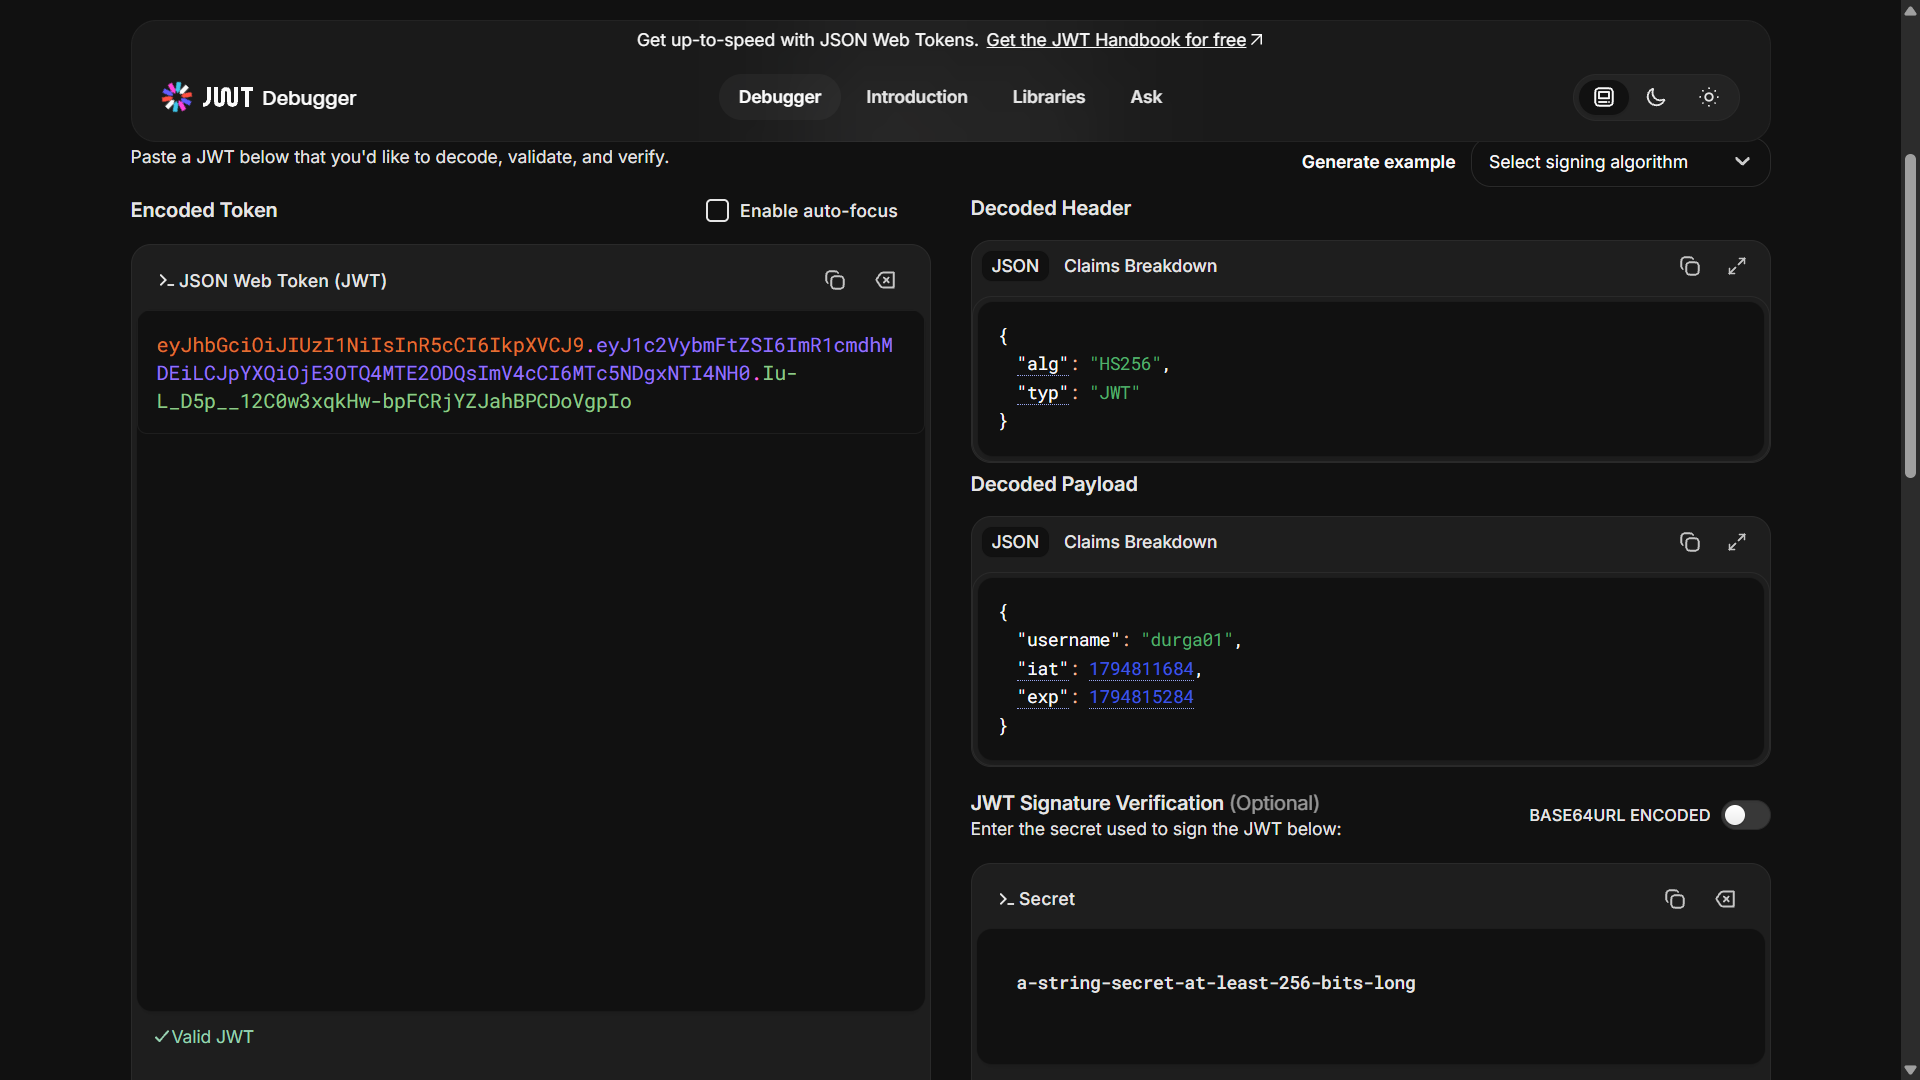 Get up-to-speed with JSON Web Tokens. Get the JWT Handbook for free
JWT Debugger
Debugger
Introduction
Libraries
Ask
Paste a JWT below that you'd like to decode, validate, and verify.
Generate example
Select signing algorithm
Encoded Token
Enable auto-focus
JSON Web Token (JWT)
eyJhbGciOiJIUzI1NiIsInR5cCI6IkpXVCJ9.eyJ1c2VybmFtZSI6ImR1cmdhM
DEiLCJpYXQiOjE3OTQ4MTE2ODQsImV4cCI6MTc5NDgxNTI4NH0.Iu-
L_D5p__12C0w3xqkHw-bpFCRjYZJahBPCDoVgpIo
Valid JWT
Decoded Header
JSON
Claims Breakdown
{
"alg": "HS256",
"typ": "JWT"
}
Decoded Payload
JSON
Claims Breakdown
{
"username": "durga01",
"iat": 1794811684,
"exp": 1794815284
}
JWT Signature Verification (Optional)
Enter the secret used to sign the JWT below:
BASE64URL ENCODED
Secret
a-string-secret-at-least-256-bits-long